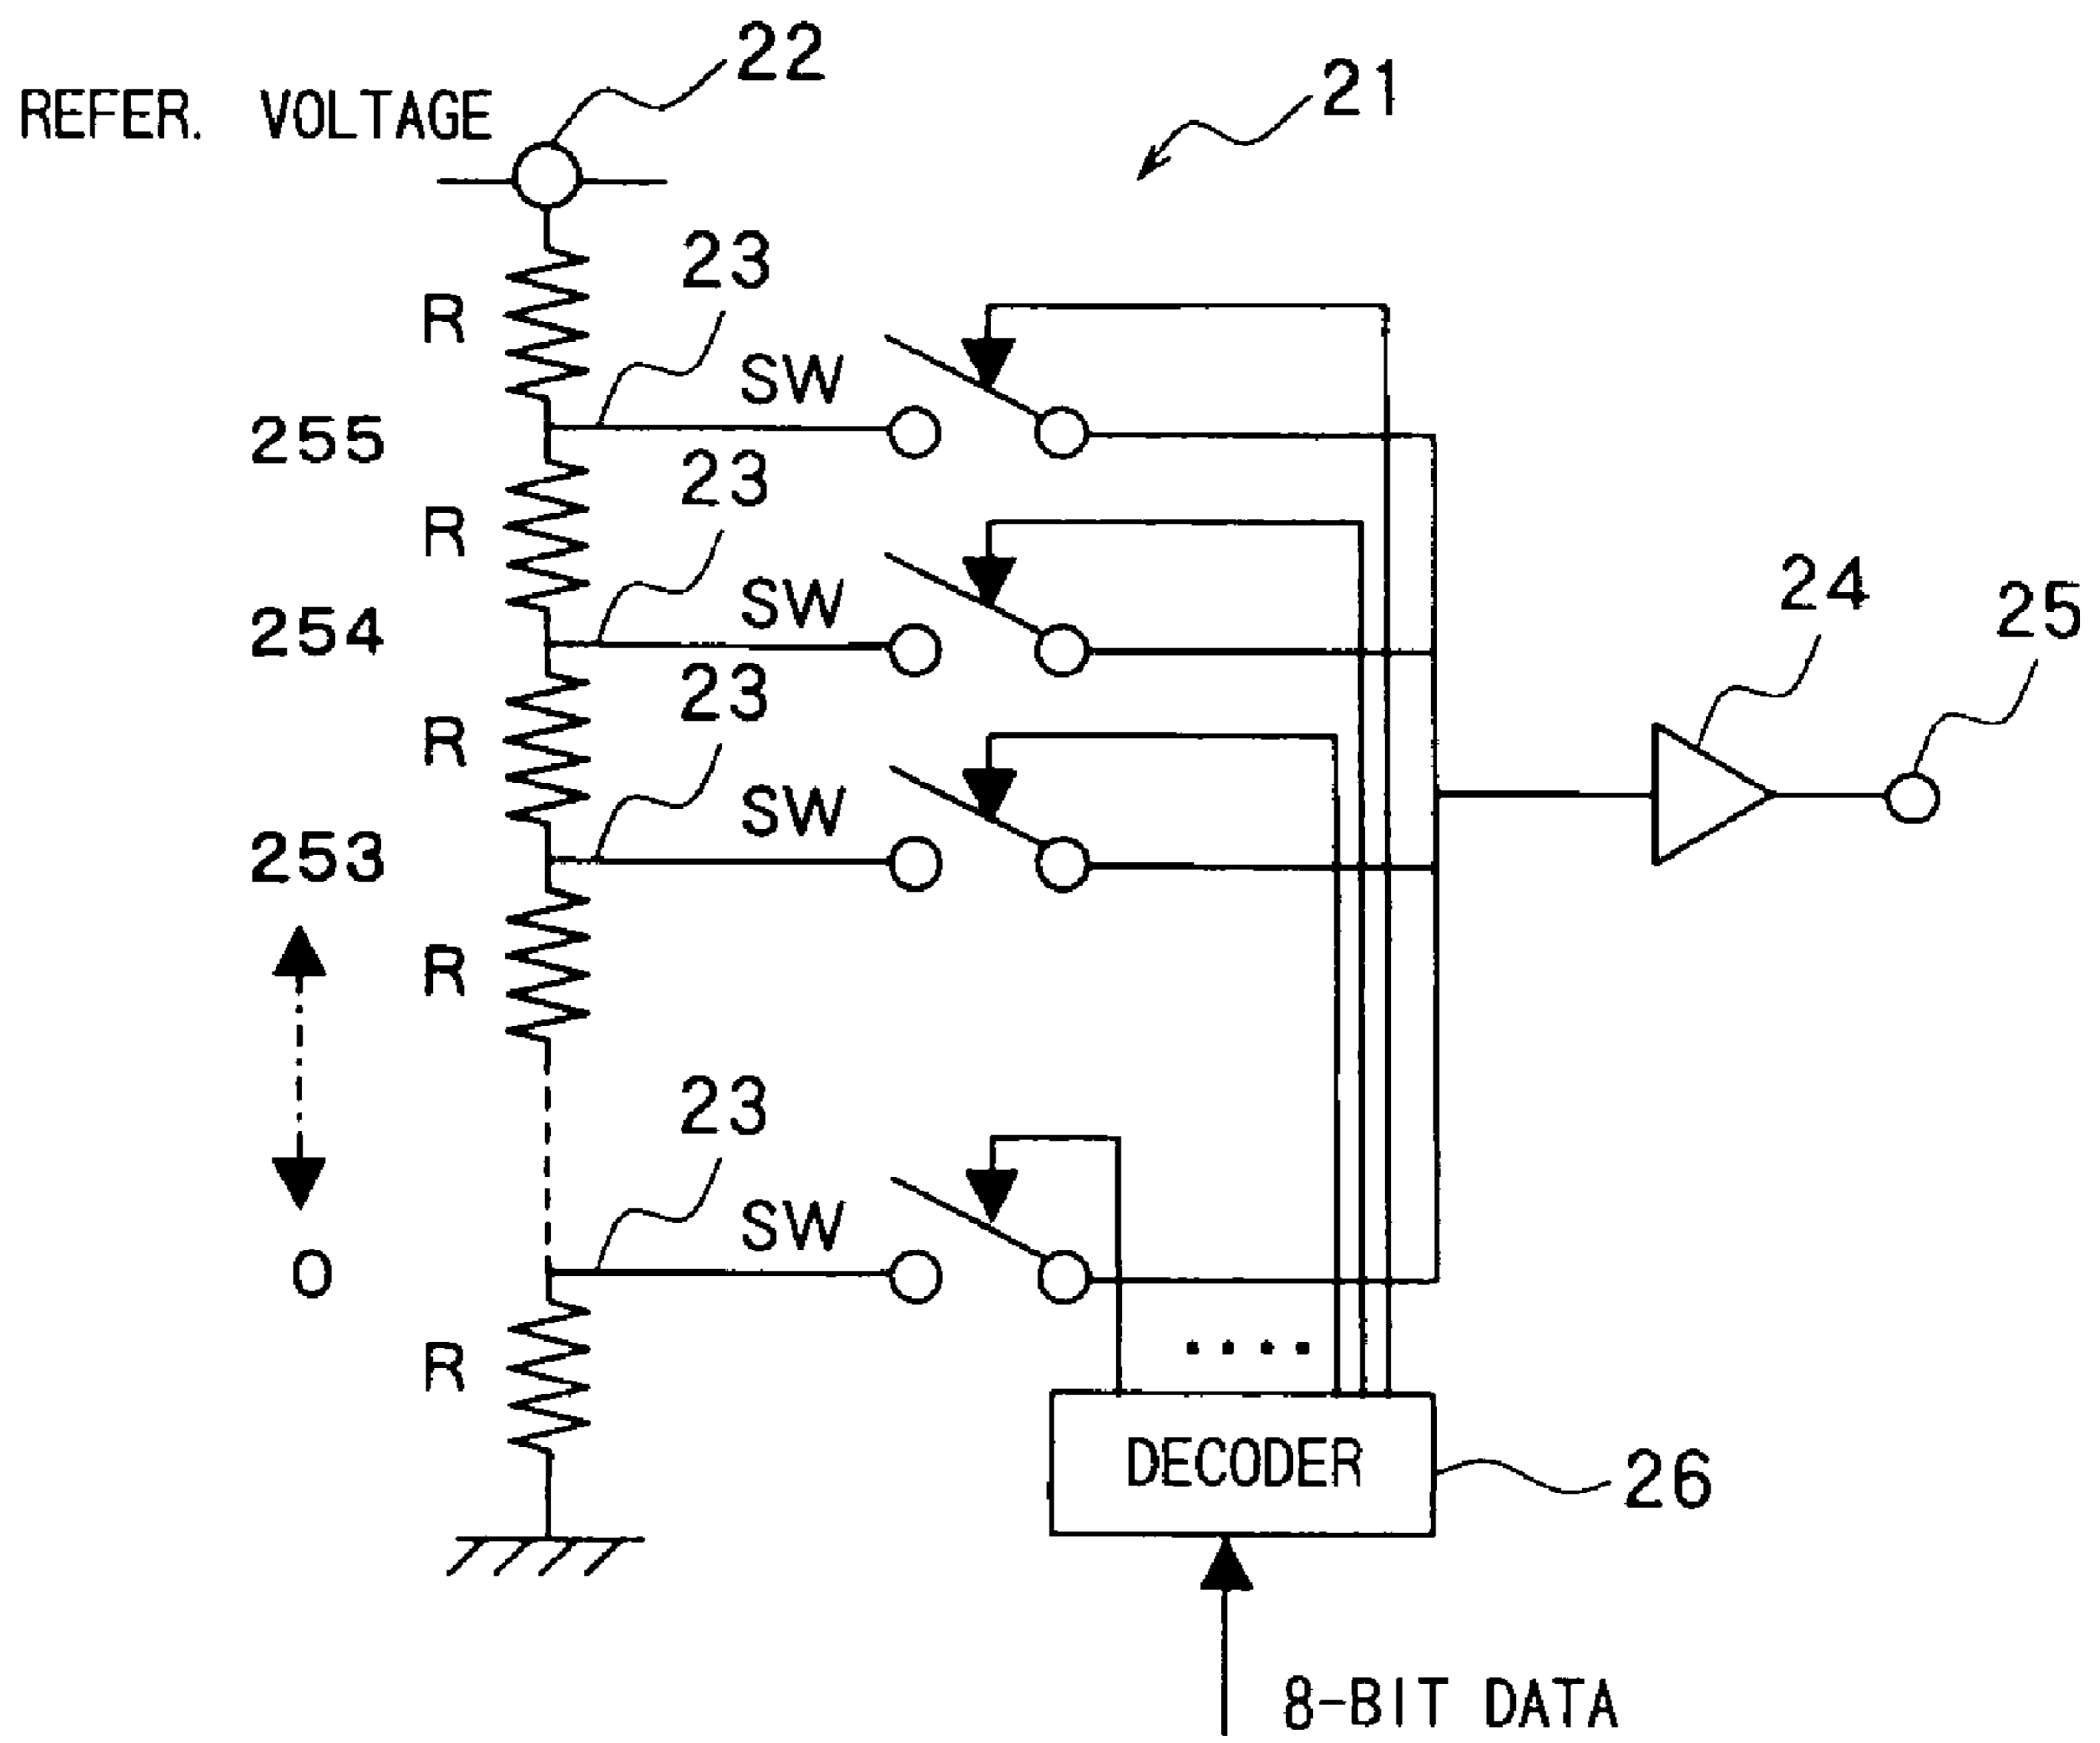 22
21
REFER. VOLTAGE
23
R
SW
255
23
R
24
25
SW
254
23
R
SW
253
R
23
SW
0
R
....
DECODER
26
8-BIT DATA